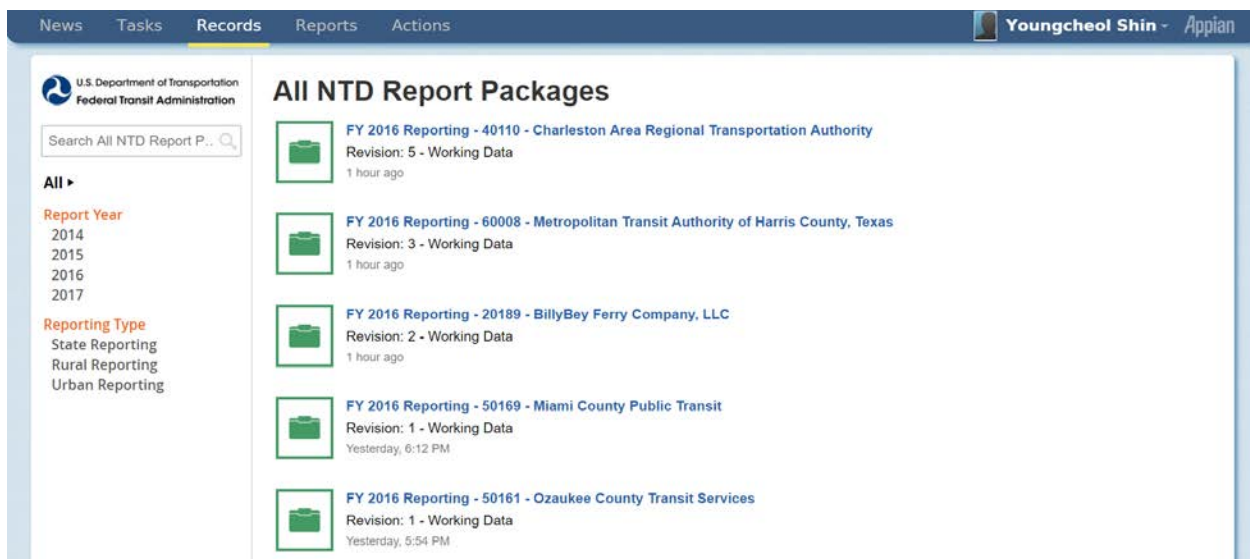 News Tasks Records Reports Actions Youngcheol Shin Appian
U.S. Department of Transportation
Federal Transit Administration
Search All NTD Report P..
All
Report Year
2014
2015
2016
2017
Reporting Type
State Reporting
Rural Reporting
Urban Reporting
All NTD Report Packages
FY 2016 Reporting - 40110 - Charleston Area Regional Transportation Authority
Revision: 5 - Working Data
1 hour ago
FY 2016 Reporting - 60008 - Metropolitan Transit Authority of Harris County, Texas
Revision: 3 - Working Data
1 hour ago
FY 2016 Reporting - 20189 - BillyBey Ferry Company, LLC
Revision: 2 - Working Data
1 hour ago
FY 2016 Reporting - 50169 - Miami County Public Transit
Revision: 1 - Working Data
Yesterday, 6:12 PM
FY 2016 Reporting - 50161 - Ozaukee County Transit Services
Revision: 1 - Working Data
Yesterday, 5:54 PM